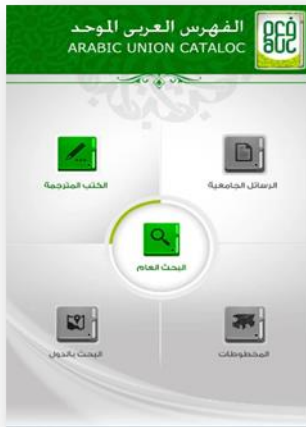 الفهرس العربي الموحد
ARABIC UNION CATALOC
الرسائل الجامعية
الكتب المترجمة
البحث العام
المخطوطات
البحث بالدول